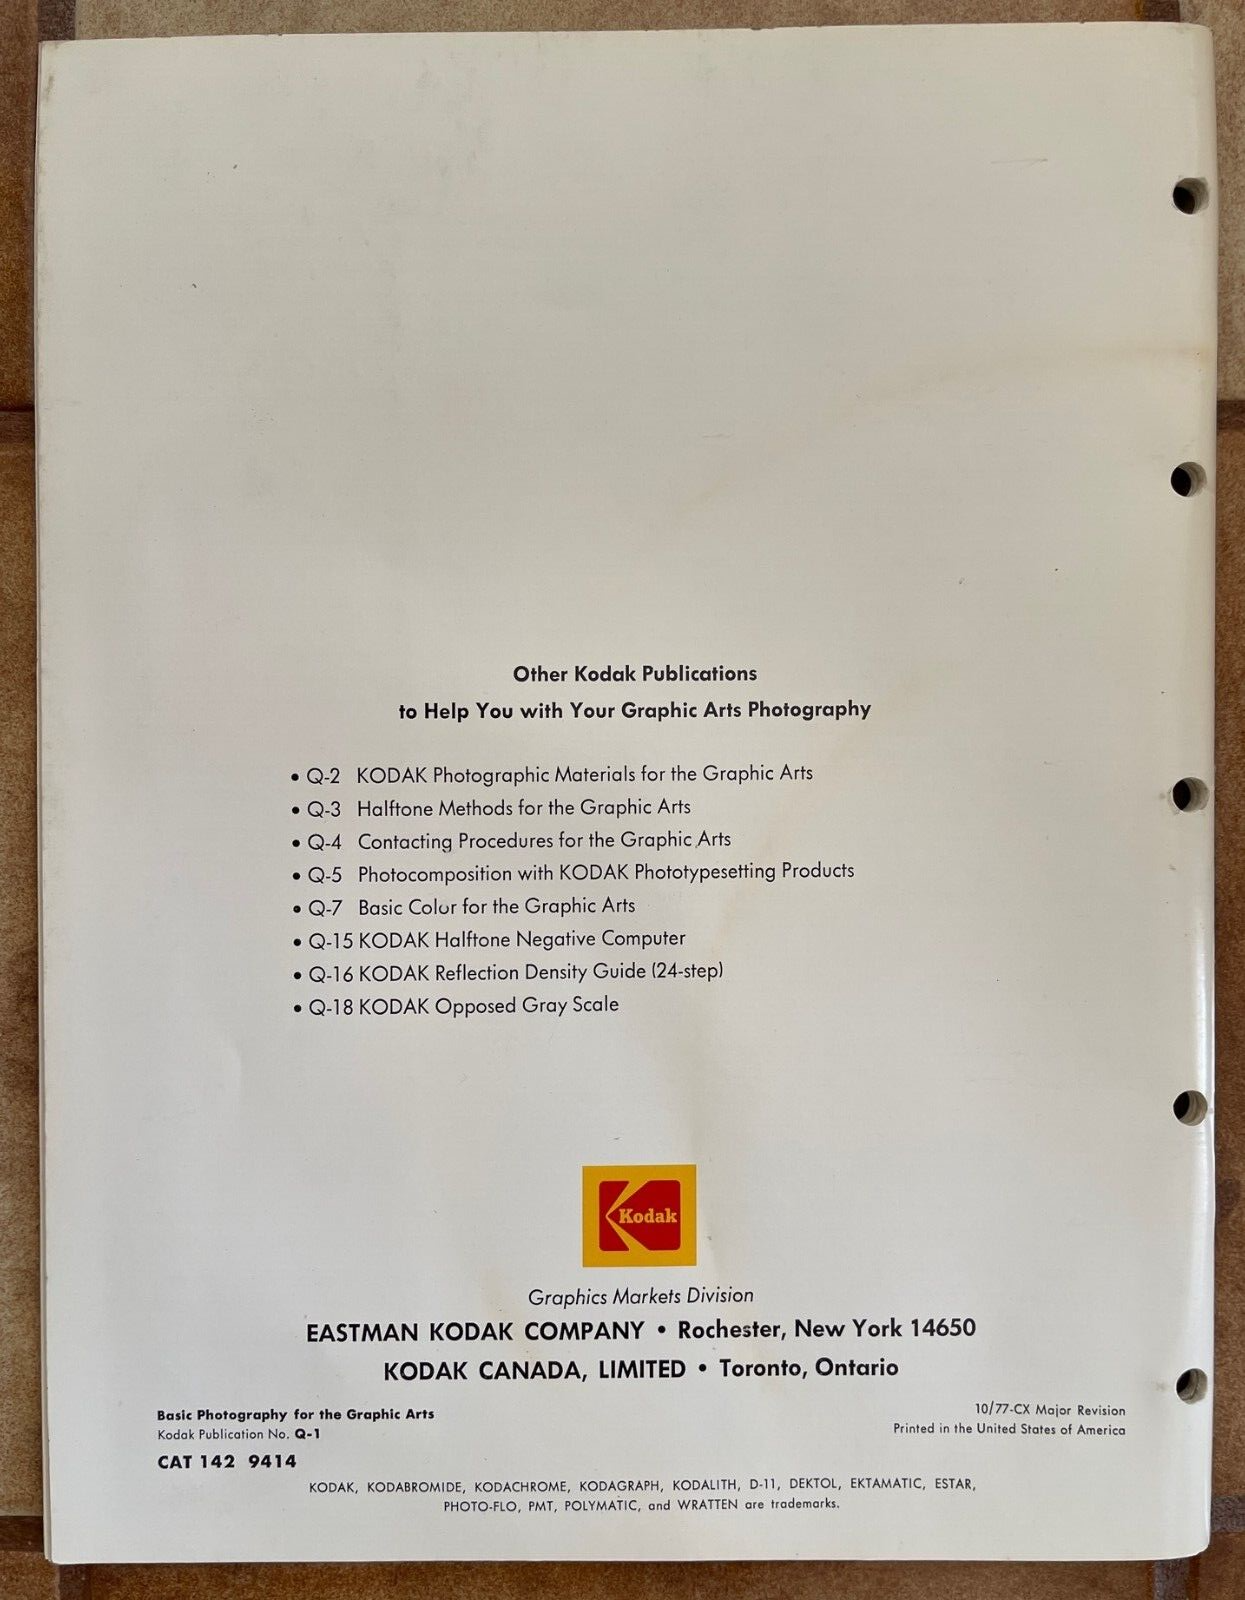 Other Kodak Publications
to Help You with Your Graphic Arts Photography
• Q-2 KODAK Photographic Materials for the Graphic Arts
• Q-3 Halftone Methods for the Graphic Arts
• Q-4 Contacting Procedures for the Graphic Arts
• Q-5 Photocomposition with KODAK Phototypesetting Products
• Q-7 Basic Color for the Graphic Arts
• Q-15 KODAK Halftone Negative Computer
• Q-16 KODAK Reflection Density Guide (24-step)
• Q-18 KODAK Opposed Gray Scale
Kodak
Graphics Markets Division
EASTMAN KODAK COMPANY • Rochester, New York 14650
KODAK CANADA, LIMITED • Toronto, Ontario
Basic Photography for the Graphic Arts
Kodak Publication No. Q-1
CAT 142 9414
10/77-CX Major Revision
Printed in the United States of America
KODAK, KODABROMIDE, KODACHROME, KODAGRAPH, KODALITH, D-11, DEKTOL, EKTAMATIC, ESTAR,
PHOTO-FLO, PMT, POLYMATIC, and WRATTEN are trademarks.